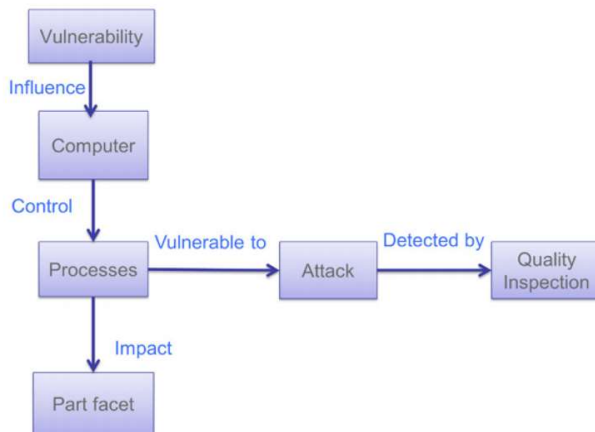 Vulnerability
Influence
Computer
Control
Processes
Vulnerable to
Attack
Detected by
Quality
Inspection
Impact
Part facet